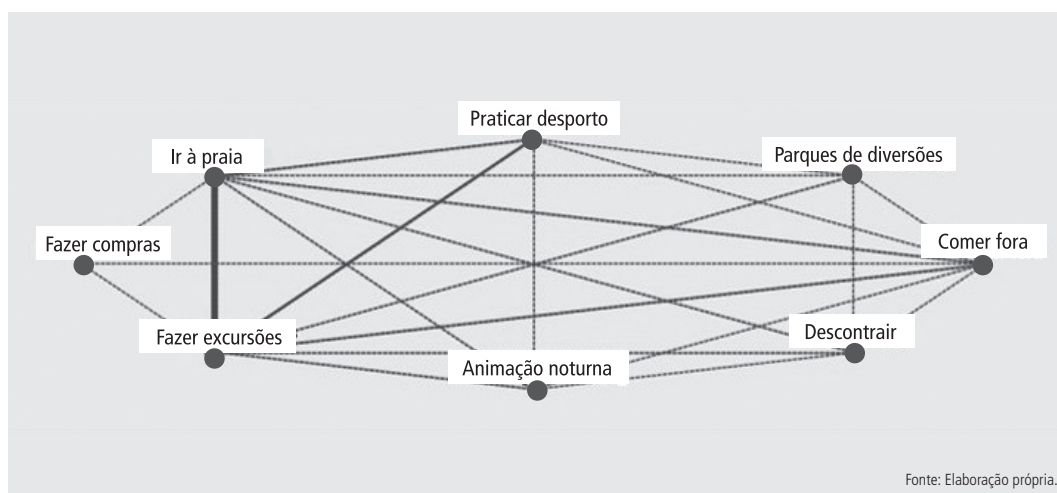 Praticar desporto
Ir à praia
Parques de diversões
Fazer compras
Comer fora
Fazer excursões
Descontrair
Animação noturna
Fonte: Elaboração própria.